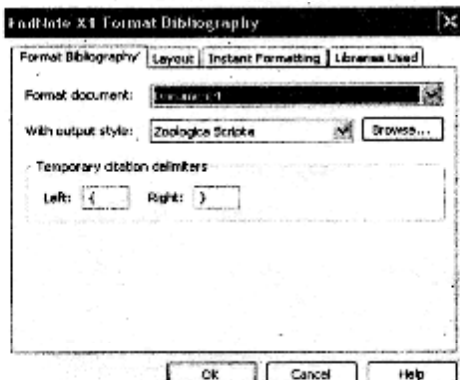 EndNote X1 Format Bibliography
Format Bibliography Layout Instant Formatting Libraries Used
Format document: Document1
With output style: Zoologica Scripta Browse...
Temporary citation delimiters
Left: { Right: }
OK Cancel Help